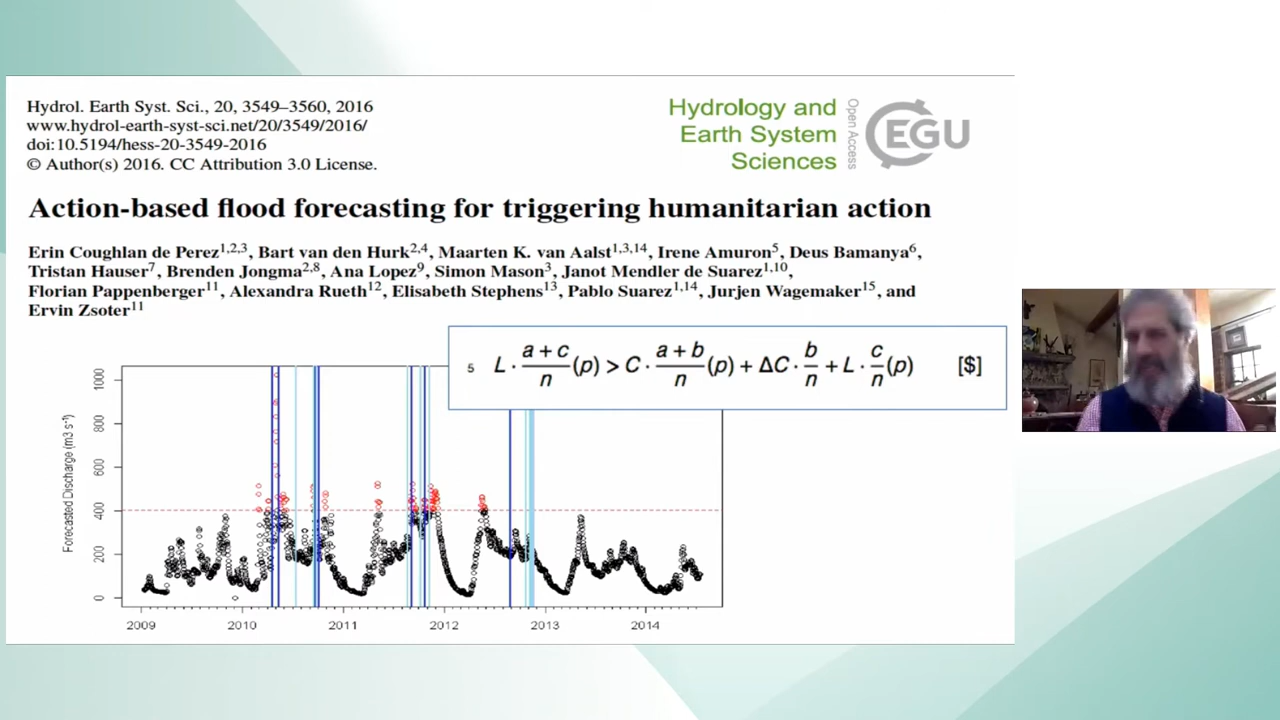 Hydrol. Earth Syst. Sci., 20, 3549–3560, 2016
www.hydrol-earth-syst-sci.net/20/3549/2016/
doi:10.5194/hess-20-3549-2016
© Author(s) 2016. CC Attribution 3.0 License.
Hydrology and
Earth System
Sciences
Open Access
EGU
Action-based flood forecasting for triggering humanitarian action
Erin Coughlan de Perez1,2,3, Bart van den Hurk2,4, Maarten K. van Aalst1,3,14, Irene Amuron5, Deus Bamanya6,
Tristan Hauser7, Brenden Jongma2,8, Ana Lopez9, Simon Mason3, Janot Mendler de Suarez1,10,
Florian Pappenberger11, Alexandra Rueth12, Elisabeth Stephens13, Pablo Suarez1,14, Jurjen Wagemaker15, and
Ervin Zsoter11
5 L · a + c/n (p) > C · a + b/n (p) + ΔC · b/n + L · c/n (p) [$]
Forecasted Discharge (m3 s-1)
1000
800
600
400
200
0
2009 2010 2011 2012 2013 2014